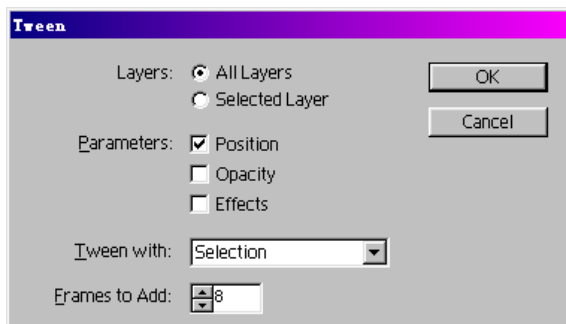 Tween
Layers: All Layers OK
Selected Layer
Cancel
Parameters: Position
Opacity
Effects
Tween with: Selection
Frames to Add: 8